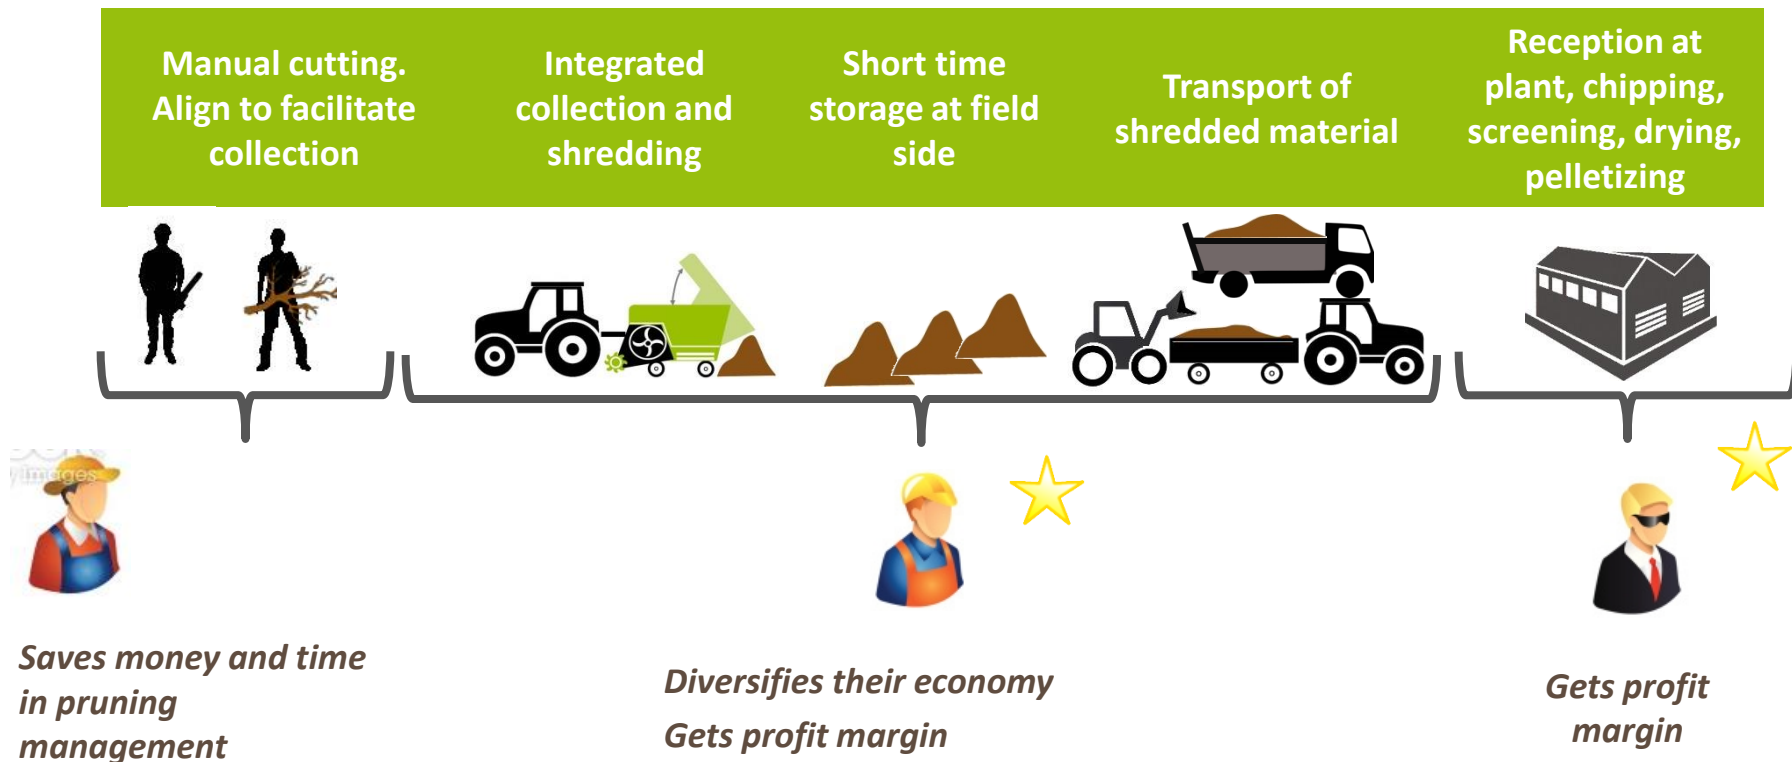 Manual cutting.
Align to facilitate
collection
Integrated
collection and
shredding
Short time
storage at field
side
Transport of
shredded material
Reception at
plant, chipping,
screening, drying,
pelletizing
images
Saves money and time
in pruning
management
Diversifies their economy
Gets profit margin
Gets profit
margin